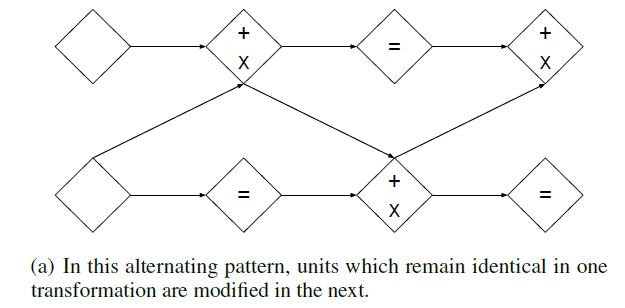 + = +
X X
= + =
X
(a) In this alternating pattern, units which remain identical in one
transformation are modified in the next.